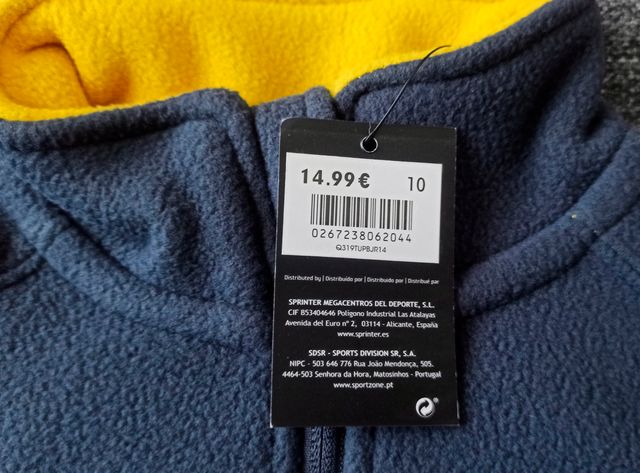 14.99€ 10
0267238062044
Q319TUPBJR14
Distributed by | Distribuido por | Distribuído por | Distribué par
SPRINTER MEGACENTROS DEL DEPORTE, S.L.
CIF B53404646 Polígono Industrial Las Atalayas
Avenida del Euro nº 2, 03114 - Alicante, España
www.sprinter.es
SDSR - SPORTS DIVISION SR, S.A.
NIPC - 503 646 776 Rua João Mendonça, 505.
4464-503 Senhora da Hora, Matosinhos - Portugal
www.sportzone.pt